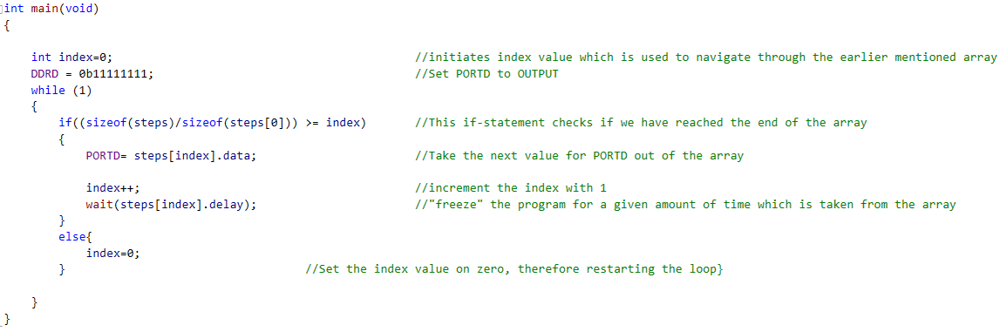 int main(void)
{
int index=0; //initiates index value which is used to navigate through the earlier mentioned array
DDRD = 0b11111111; //Set PORTD to OUTPUT
while (1)
{
if((sizeof(steps)/sizeof(steps[0])) >= index) //This if-statement checks if we have reached the end of the array
{
PORTD= steps[index].data; //Take the next value for PORTD out of the array
index++; //increment the index with 1
wait(steps[index].delay); //"freeze" the program for a given amount of time which is taken from the array
}
else{
index=0;
} //Set the index value on zero, therefore restarting the loop}
}
}